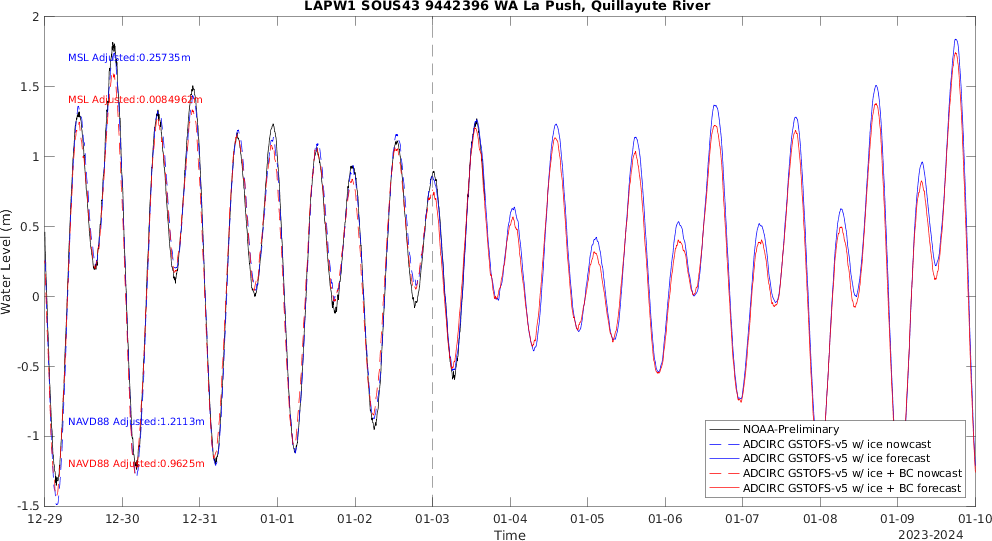 LAPW1 SOUS43 9442396 WA La Push, Quillayute River
Water Level (m)
2
1.5
1
0.5
0
-0.5
-1
-1.5
MSL Adjusted:0.25735m
MSL Adjusted:0.0084962m
NAVD88 Adjusted:1.2113m
NAVD88 Adjusted:0.9625m
NOAA-Preliminary
ADCIRC GSTOFS-v5 w/ ice nowcast
ADCIRC GSTOFS-v5 w/ ice forecast
ADCIRC GSTOFS-v5 w/ ice + BC nowcast
ADCIRC GSTOFS-v5 w/ ice + BC forecast
12-29 12-30 12-31 01-01 01-02 01-03 01-04 01-05 01-06 01-07 01-08 01-09 01-10
Time
2023-2024